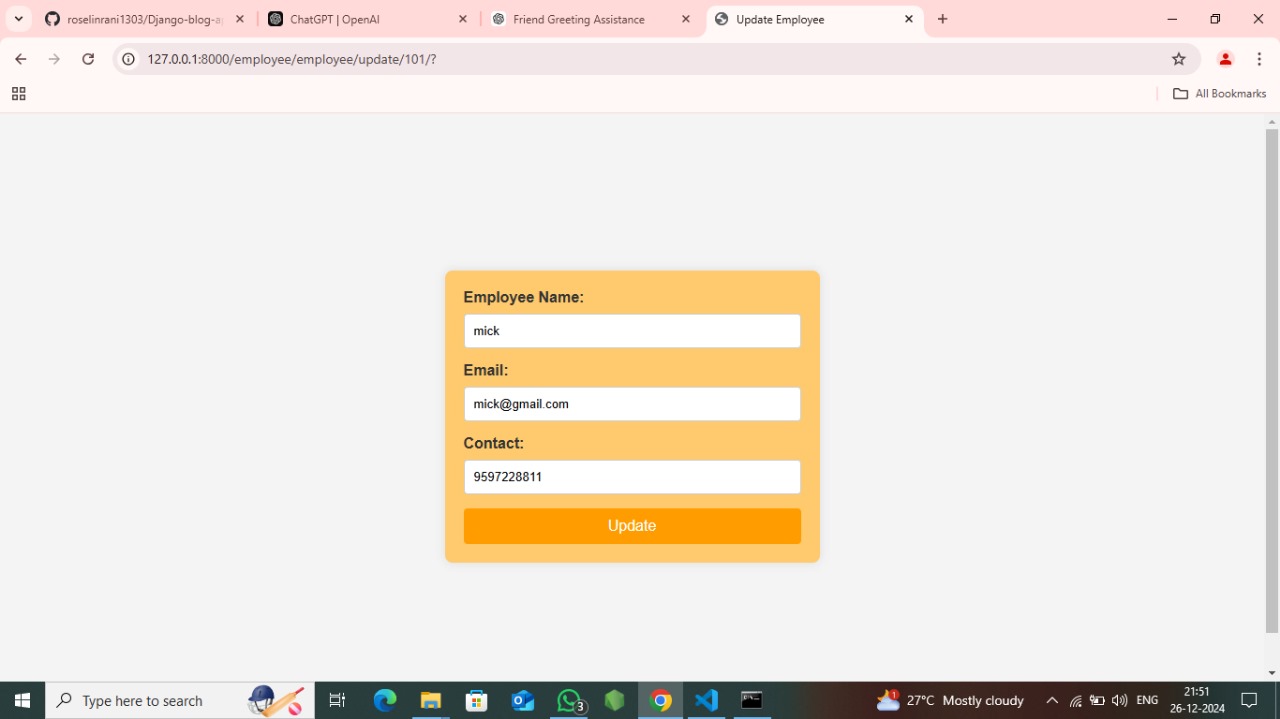 roselinrani1303/Django-blog-a
ChatGPT | OpenAI
Friend Greeting Assistance
Update Employee
127.0.0.1:8000/employee/employee/update/101/?
All Bookmarks
Employee Name:
mick
Email:
mick@gmail.com
Contact:
9597228811
Update
Type here to search
3
1
27°C Mostly cloudy
ENG
21:51
26-12-2024